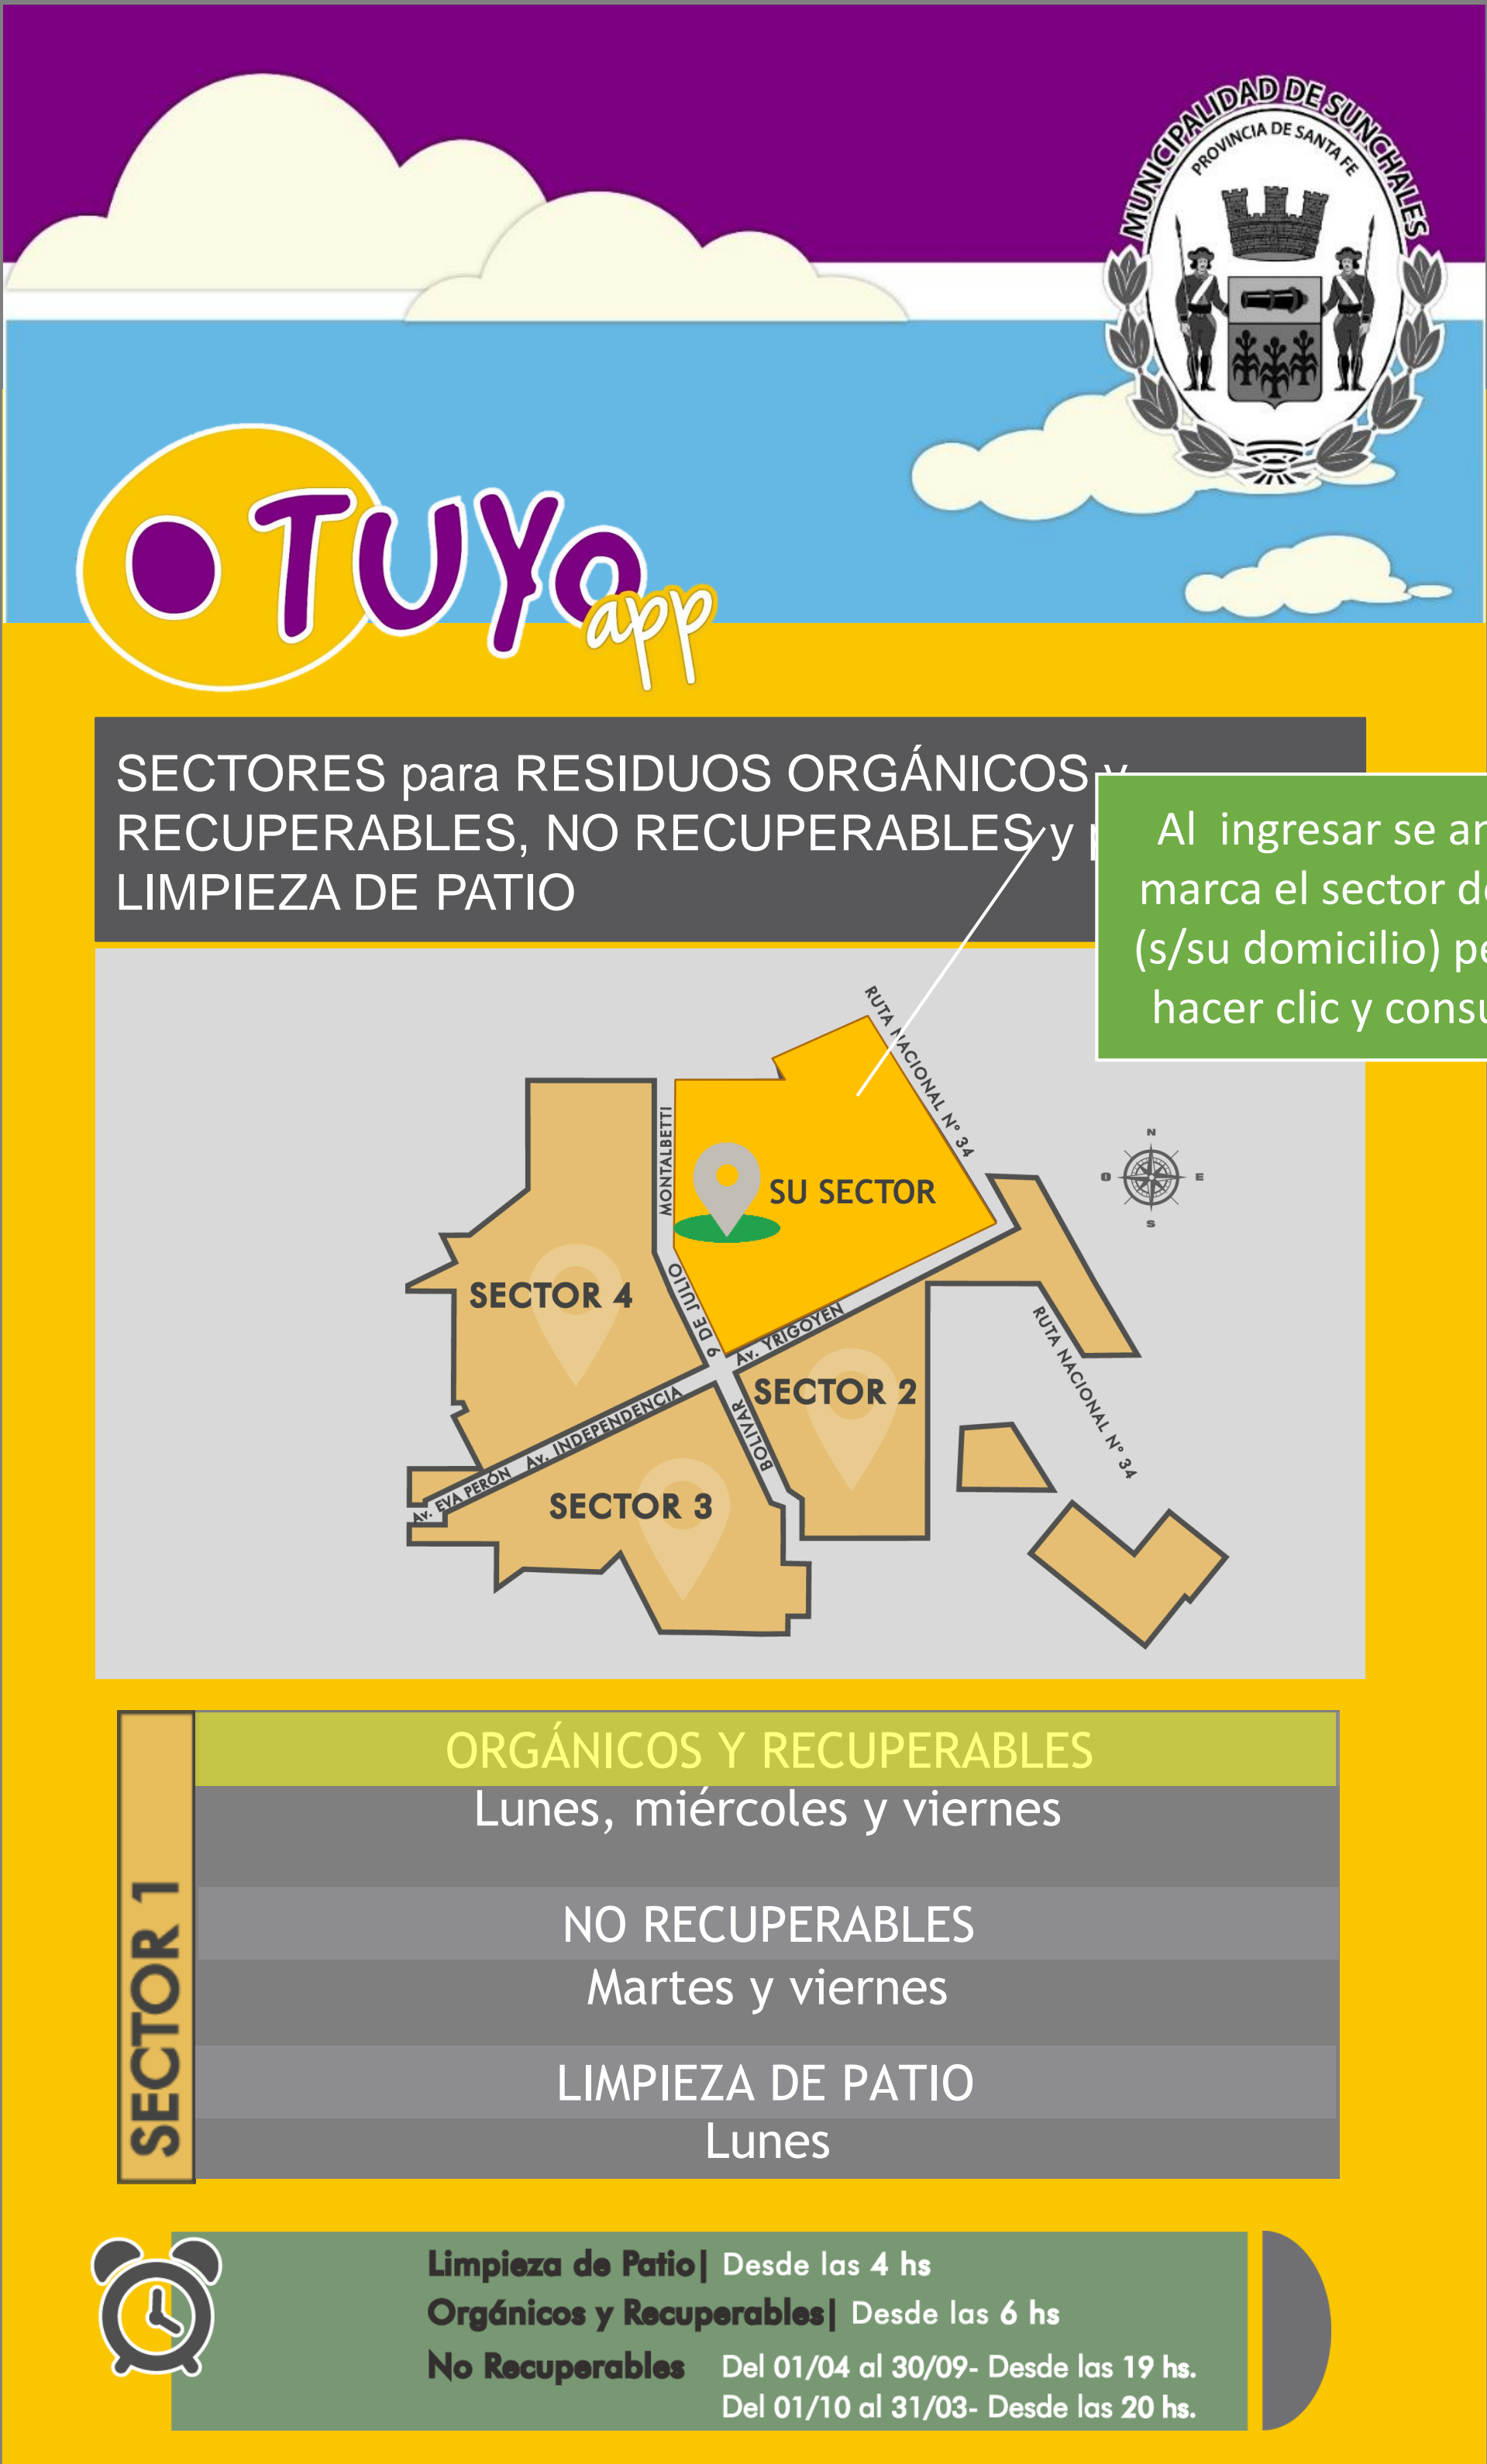 MUNICIPALIDAD DE SUNCHALES
PROVINCIA DE SANTA FE
TUYO
app
SECTORES para RESIDUOS ORGÁNICOS y
RECUPERABLES, NO RECUPERABLES y
LIMPIEZA DE PATIO
Al ingresar se
marca el sector
(s/su domicilio)
hacer clic y
RUTA NACIONAL N° 34
MONTALBETTI
N
O
E
S
SU SECTOR
SECTOR 4
9 DE JULIO
AV. YRIGOYEN
RUTA NACIONAL N° 34
SECTOR 2
AV. EVA PERÓN
AV. INDEPENDENCIA
BOLIVAR
SECTOR 3
SECTOR 1
ORGÁNICOS Y RECUPERABLES
Lunes, miércoles y viernes
NO RECUPERABLES
Martes y viernes
LIMPIEZA DE PATIO
Lunes
Limpieza de Patio| Desde las 4 hs
Orgánicos y Recuperables| Desde las 6 hs
No Recuperables Del 01/04 al 30/09- Desde las 19 hs.
Del 01/10 al 31/03- Desde las 20 hs.